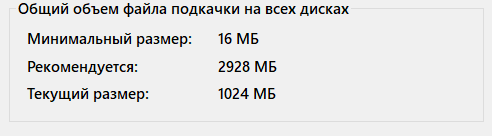 Общий объем файла подкачки на всех дисках
Минимальный размер: 16 МБ
Рекомендуется: 2928 МБ
Текущий размер: 1024 МБ